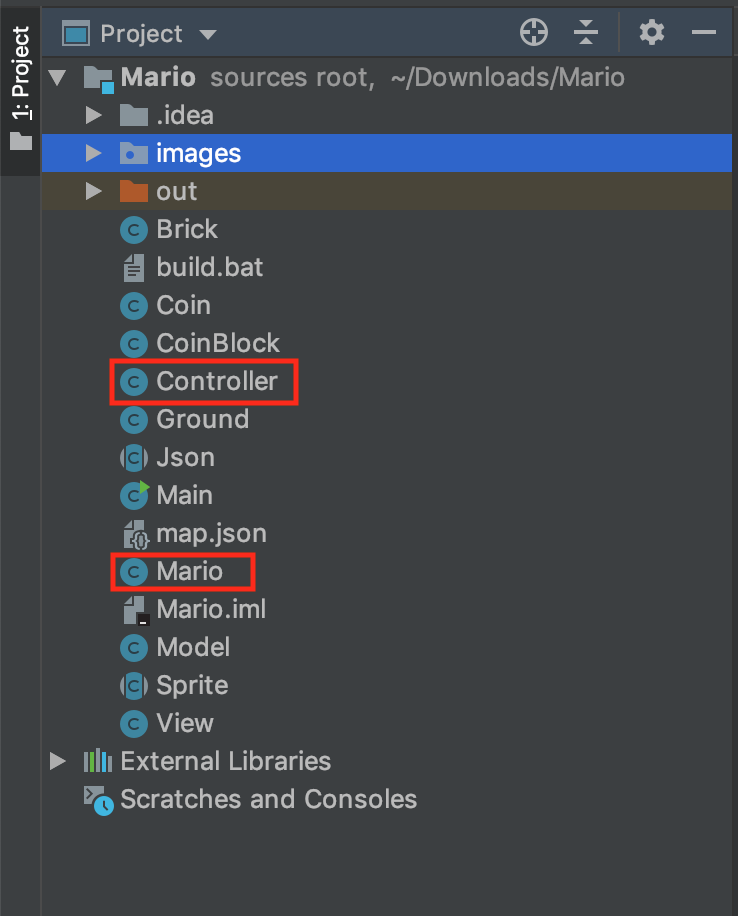 Project
1: Project
Mario sources root, ~/Downloads/Mario
.idea
images
out
C Brick
build.bat
C Coin
C CoinBlock
C Controller
C Ground
C Json
C Main
map.json
C Mario
Mario.iml
C Model
C Sprite
C View
External Libraries
Scratches and Consoles